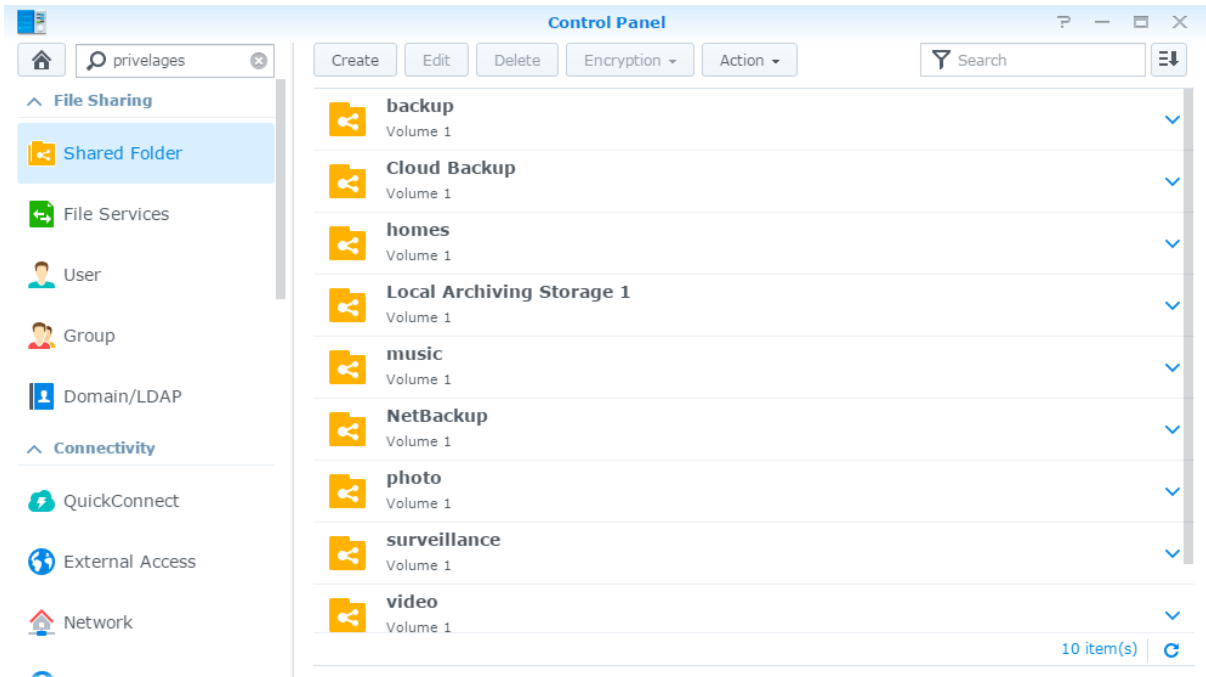 Control Panel
privelages
Create Edit Delete Encryption Action Search
File Sharing
Shared Folder
File Services
User
Group
Domain/LDAP
Connectivity
QuickConnect
External Access
Network
backup
Volume 1
Cloud Backup
Volume 1
homes
Volume 1
Local Archiving Storage 1
Volume 1
music
Volume 1
NetBackup
Volume 1
photo
Volume 1
surveillance
Volume 1
video
Volume 1
10 item(s)